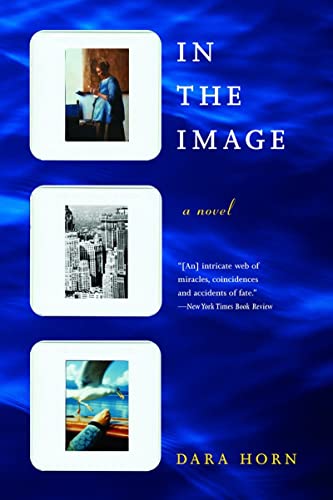 IN
THE
IMAGE
a novel
"[An] intricate web of
miracles, coincidences
and accidents of fate."
—New York Times Book Review
DARA HORN